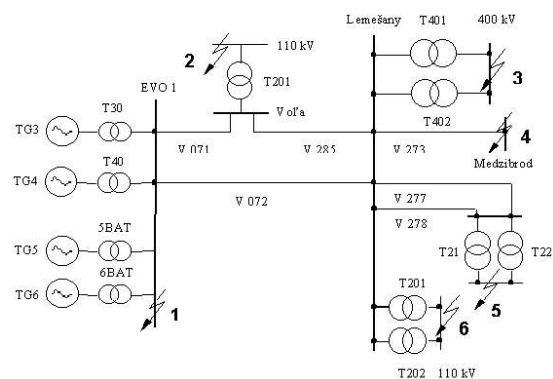 Lemešany
T401
400 kV
2
110 kV
T201
3
EVO 1
T30
Voľa
T402
4
TG3
V 071
V 285
V 273
Medzibrod
T40
TG4
V 072
V 277
V 278
5BAT
TG5
T21
T22
6BAT
TG6
1
T201
5
6
T202
110 kV